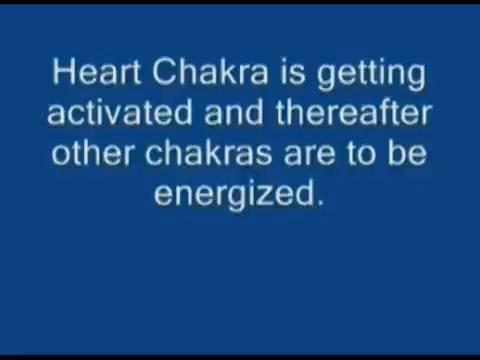 Heart Chakra is getting
activated and thereafter
other chakras are to be
energized.